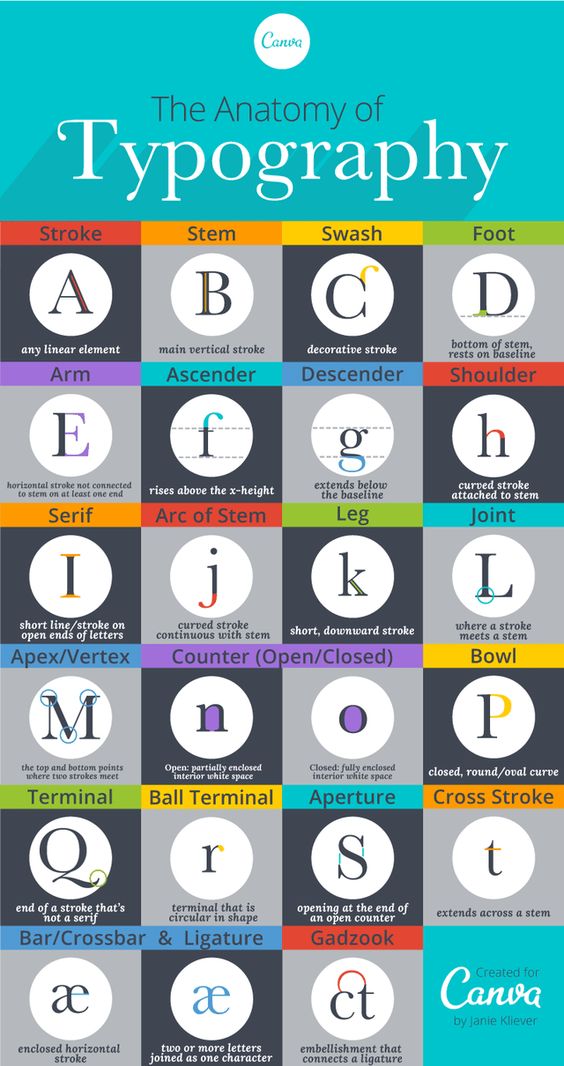 Canva
The Anatomy of
Typography
Stroke
Stem
Swash
Foot
A
B
C
D
any linear element
main vertical stroke
decorative stroke
bottom of stem,
rests on baseline
Arm
Ascender
Descender
Shoulder
E
f
g
h
horizontal stroke not connected
to stem on at least one end
rises above the x-height
extends below
the baseline
curved stroke
attached to stem
Serif
Arc of Stem
Leg
Joint
I
j
k
L
short line/stroke on
open ends of letters
curved stroke
continuous with stem
short, downward stroke
where a stroke
meets a stem
Apex/Vertex
Counter (Open/Closed)
Bowl
M
n
o
P
the top and bottom points
where two strokes meet
Open: partially enclosed
interior white space
Closed: fully enclosed
interior white space
closed, round/oval curve
Terminal
Ball Terminal
Aperture
Cross Stroke
Q
r
S
t
end of a stroke that's
not a serif
terminal that is
circular in shape
opening at the end of
an open counter
extends across a stem
Bar/Crossbar & Ligature
Gadzook
æ
æ
ct
enclosed horizontal
stroke
two or more letters
joined as one character
embellishment that
connects a ligature
Created for
Canva
by Janie Kliever